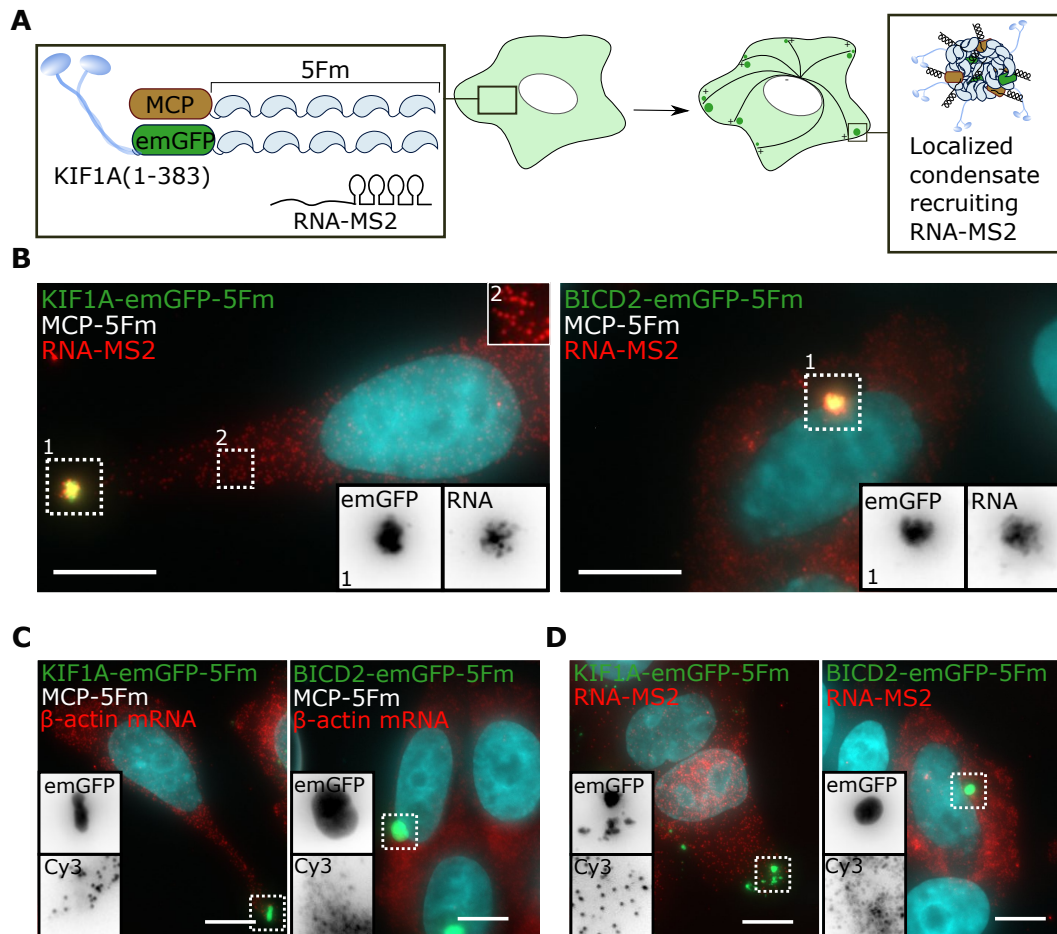 A
5Fm
MCP
emGFP
KIF1A(1-383)
RNA-MS2
+
+
+
+
+
-
Localized
condensate
recruiting
RNA-MS2
B
KIF1A-emGFP-5Fm
MCP-5Fm
RNA-MS2
2
1
2
emGFP
RNA
1
BICD2-emGFP-5Fm
MCP-5Fm
RNA-MS2
1
emGFP
RNA
1
C
KIF1A-emGFP-5Fm
MCP-5Fm
β-actin mRNA
emGFP
Cy3
BICD2-emGFP-5Fm
MCP-5Fm
β-actin mRNA
emGFP
Cy3
D
KIF1A-emGFP-5Fm
RNA-MS2
emGFP
Cy3
BICD2-emGFP-5Fm
RNA-MS2
emGFP
Cy3